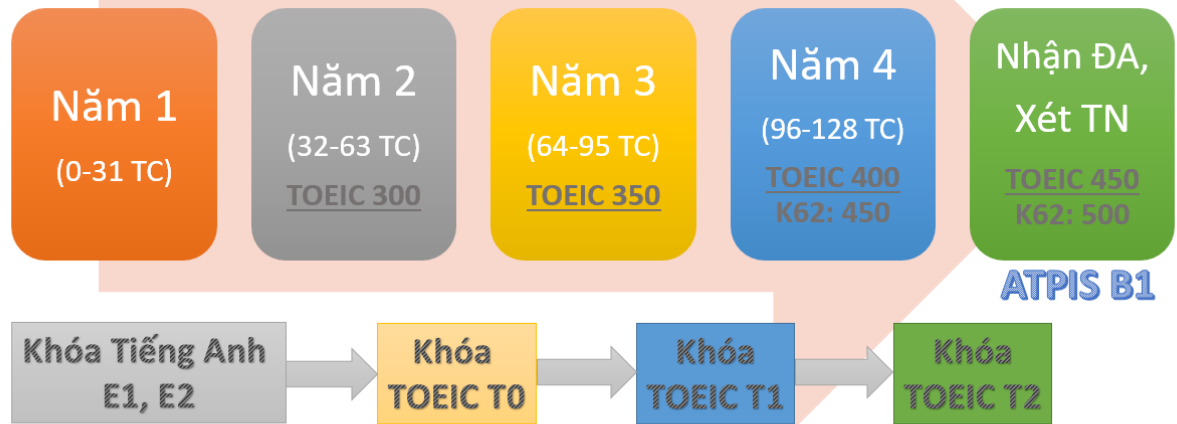 Năm 1
(0-31 TC)
Năm 2
(32-63 TC)
TOEIC 300
Năm 3
(64-95 TC)
TOEIC 350
Năm 4
(96-128 TC)
TOEIC 400
K62: 450
Nhận ĐA,
Xét TN
TOEIC 450
K62: 500
ATPIS B1
Khóa Tiếng Anh
E1, E2
Khóa
TOEIC T0
Khóa
TOEIC T1
Khóa
TOEIC T2